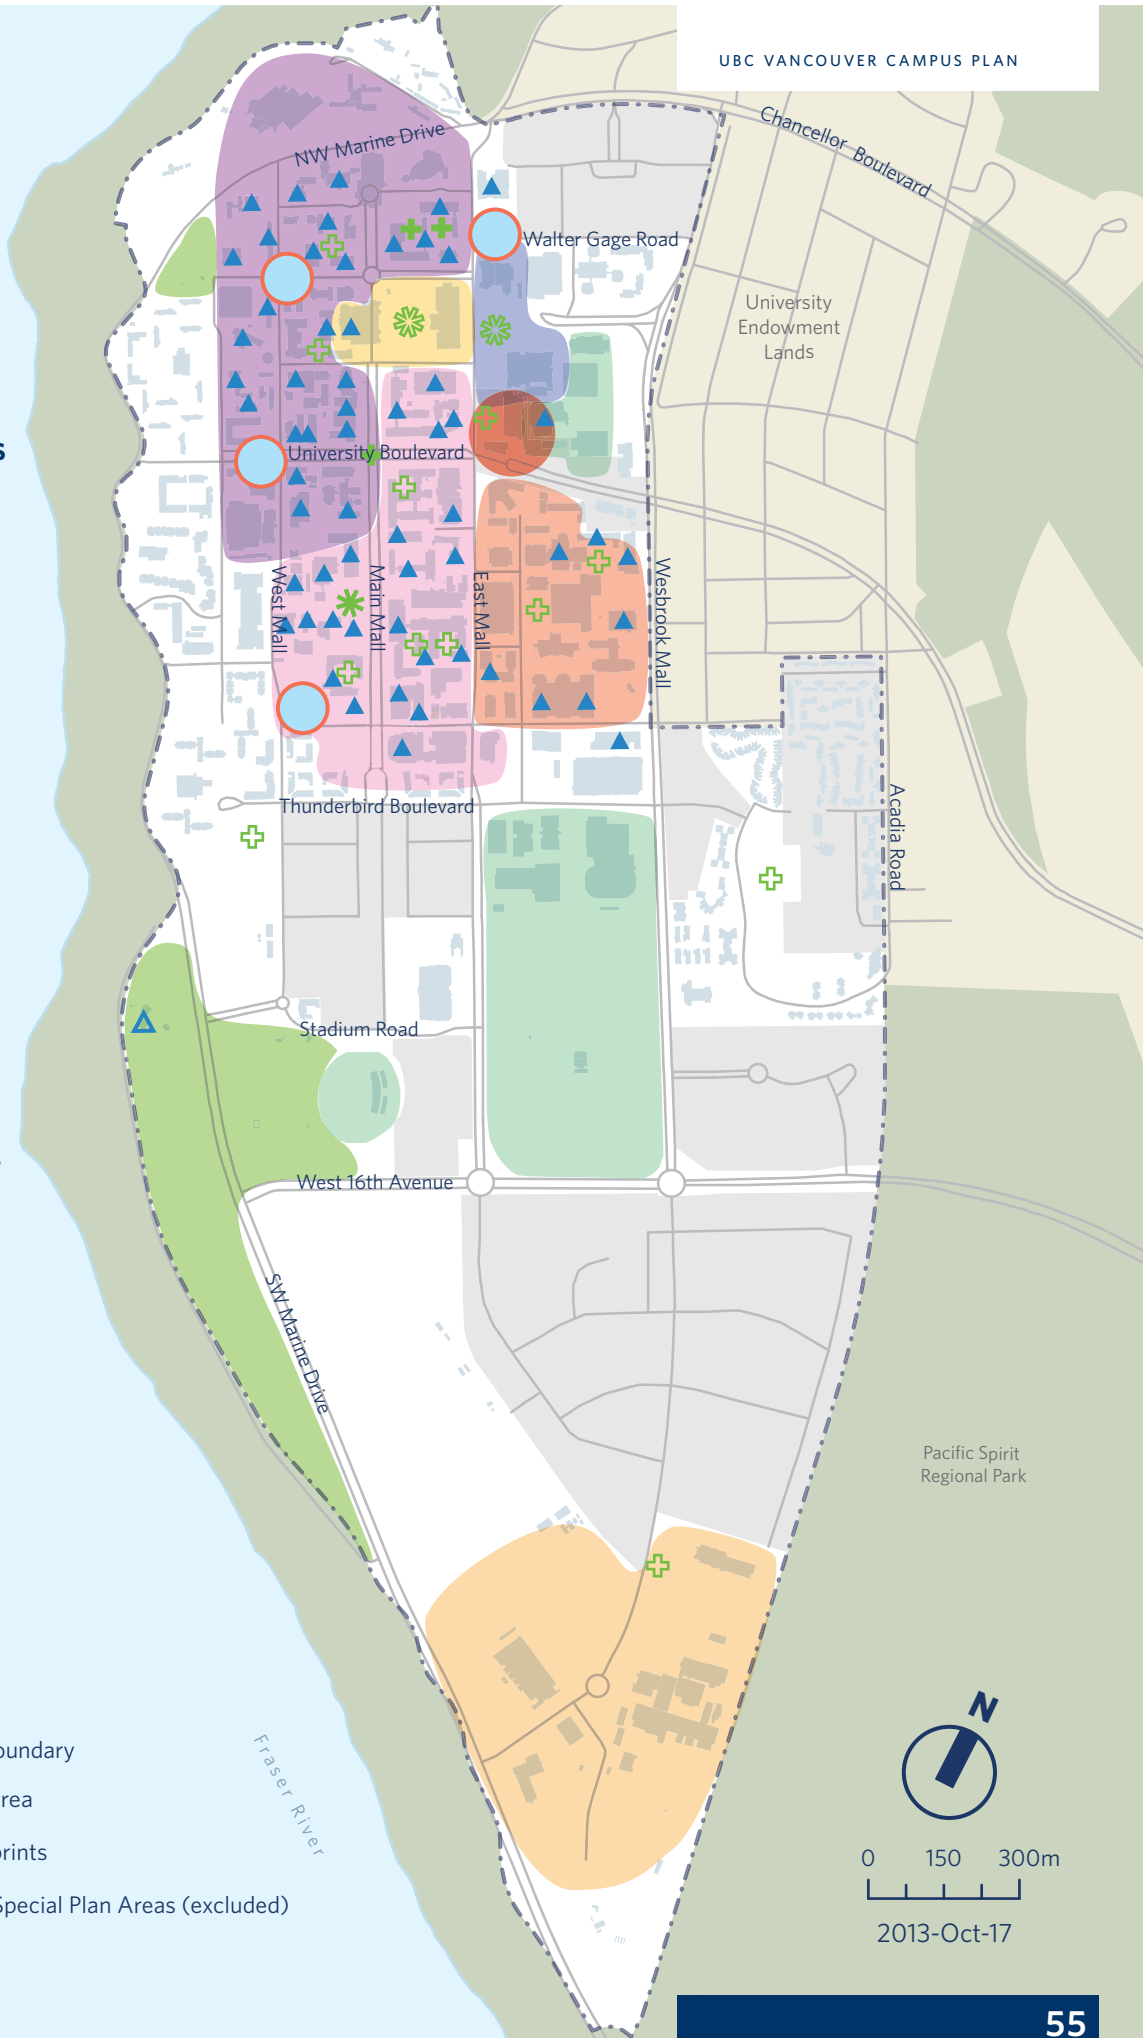 UBC VANCOUVER CAMPUS PLAN
Chancellor Boulevard
NW Marine Drive
Walter Gage Road
University
Endowment
Lands
s
University Boulevard
West Mall
Main Mall
East Mall
Wesbrook Mall
Thunderbird Boulevard
Acadia Road
Stadium Road
West 16th Avenue
SW Marine Drive
Pacific Spirit
Regional Park
N
Fraser River
oundary
rea
rints
Special Plan Areas (excluded)
0 150 300m
2013-Oct-17
55